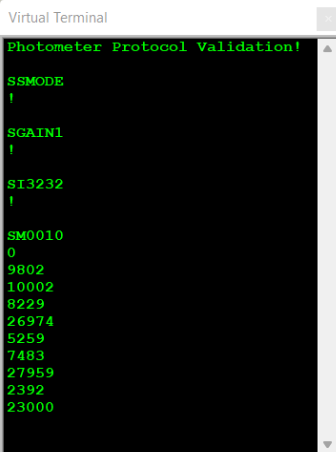 Virtual Terminal
Photometer Protocol Validation!
SSMODE
!
SGAIN1
!
SI3232
!
SM0010
0
9802
10002
8229
26974
5259
7483
27959
2392
23000